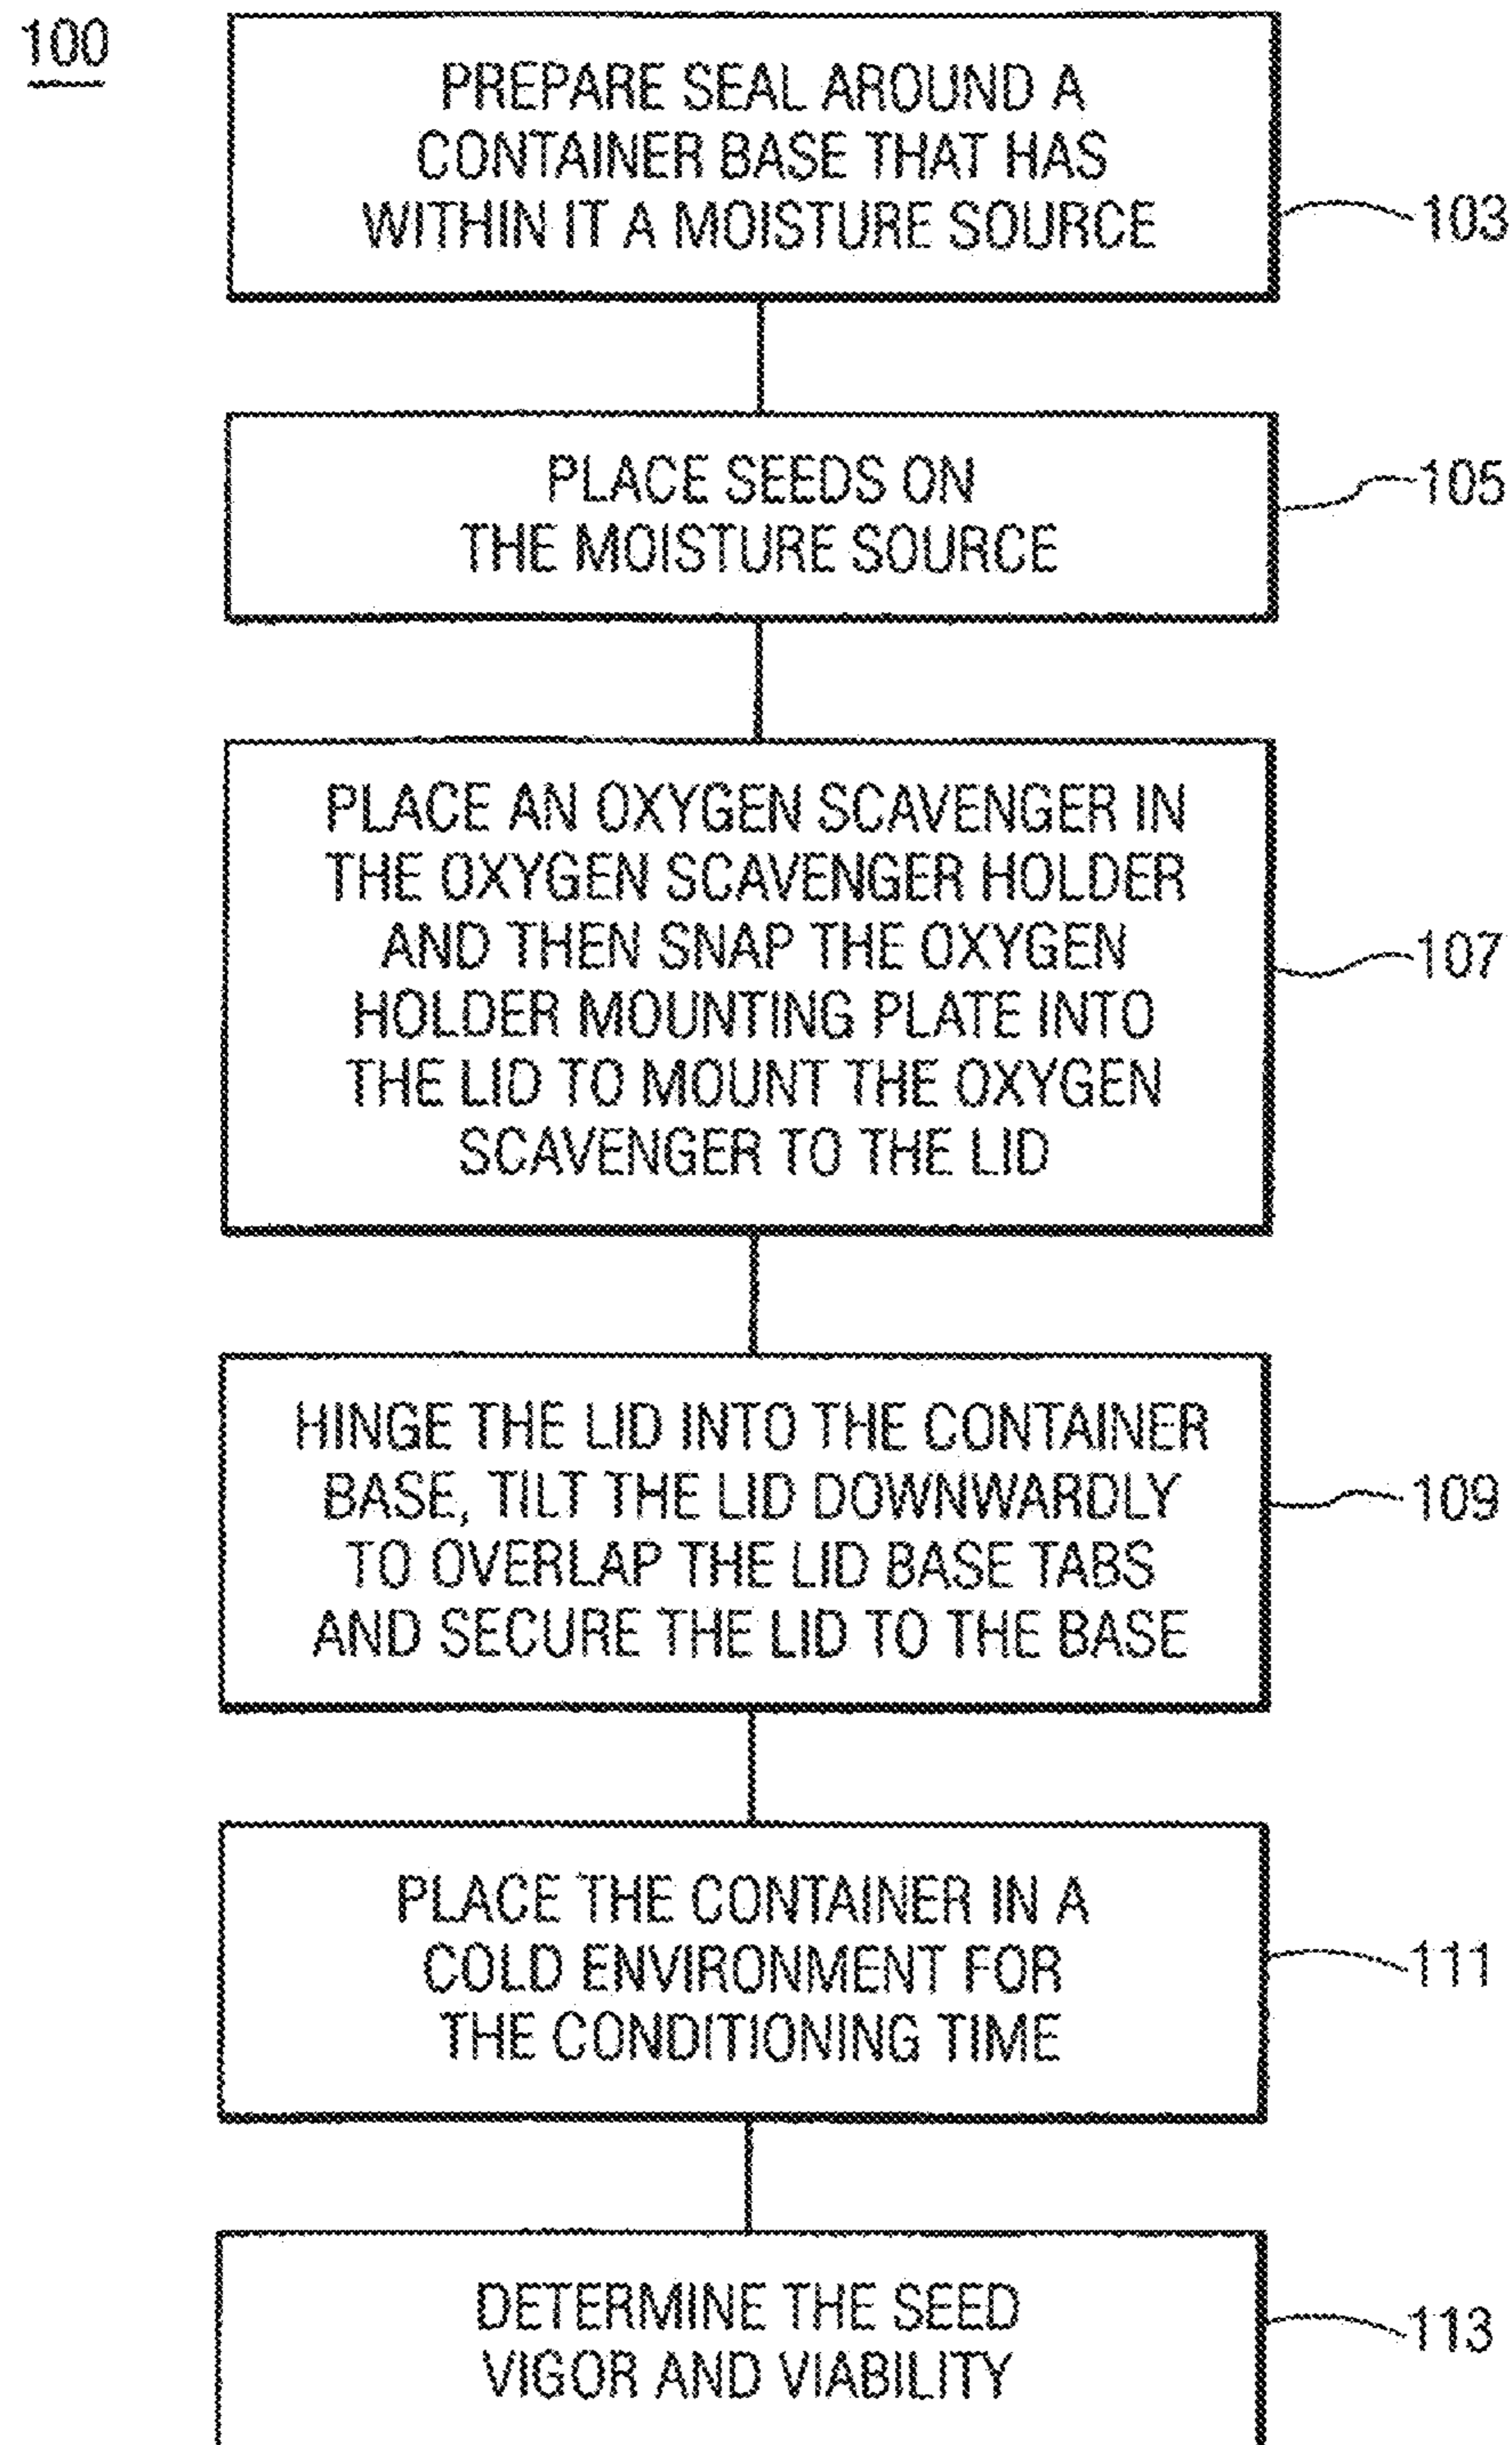 100
PREPARE SEAL AROUND A
CONTAINER BASE THAT HAS
WITHIN IT A MOISTURE SOURCE
103
PLACE SEEDS ON
THE MOISTURE SOURCE
105
PLACE AN OXYGEN SCAVENGER IN
THE OXYGEN SCAVENGER HOLDER
AND THEN SNAP THE OXYGEN
HOLDER MOUNTING PLATE INTO
THE LID TO MOUNT THE OXYGEN
SCAVENGER TO THE LID
107
HINGE THE LID INTO THE CONTAINER
BASE, TILT THE LID DOWNWARDLY
TO OVERLAP THE LID BASE TABS
AND SECURE THE LID TO THE BASE
109
PLACE THE CONTAINER IN A
COLD ENVIRONMENT FOR
THE CONDITIONING TIME
111
DETERMINE THE SEED
VIGOR AND VIABILITY
113